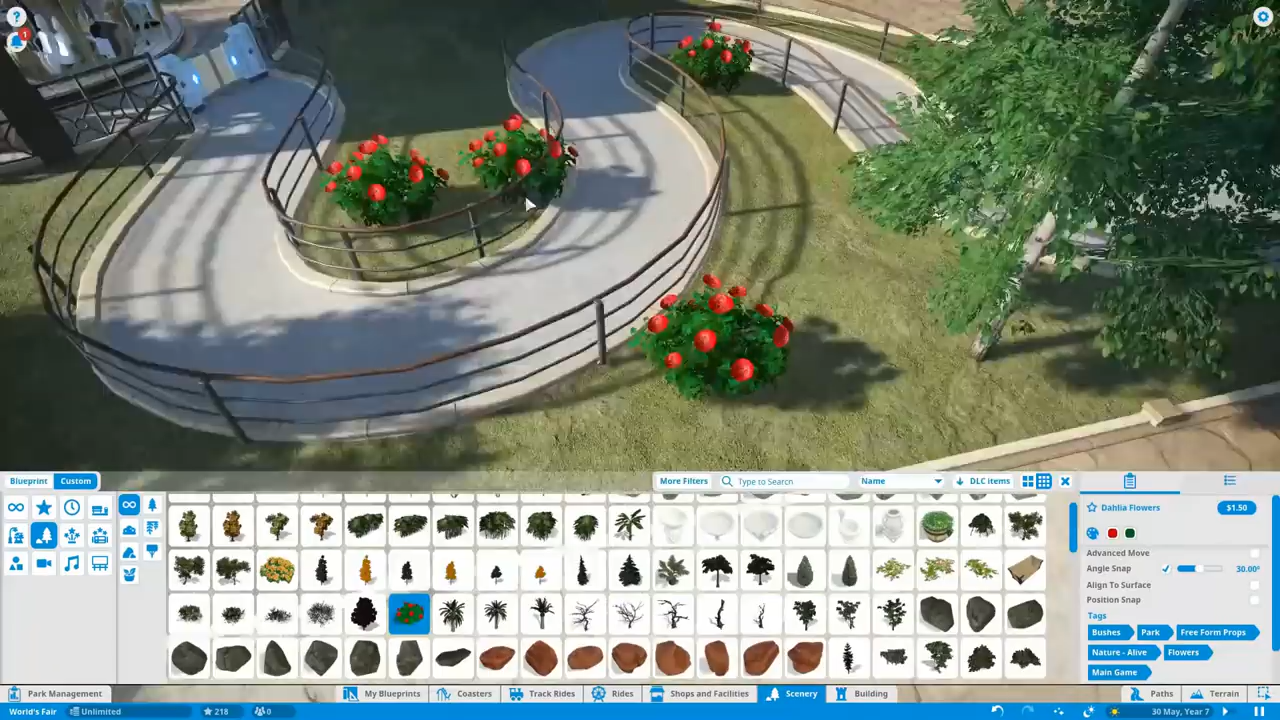 ?
1
Blueprint
Custom
More Filters
Type to Search
Name
DLC items
Dahlia Flowers
$1.50
Advanced Move
Angle Snap
30.00°
Align To Surface
Position Snap
Tags
Bushes
Park
Free Form Props
Nature - Alive
Flowers
Main Game
Park Management
My Blueprints
Coasters
Track Rides
Rides
Shops and Facilities
Scenery
Building
Paths
Terrain
World's Fair
Unlimited
218
0
30 May, Year 7